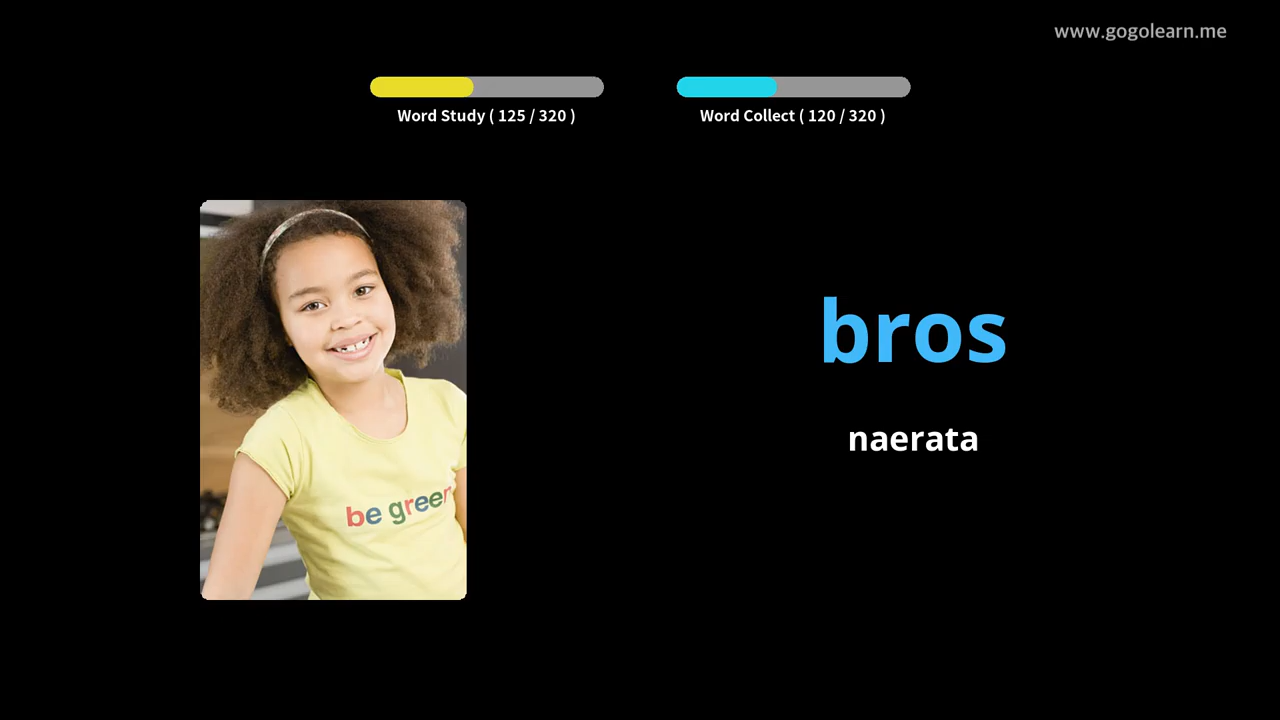 www.gogolearn.me
Word Study ( 125 / 320 )
Word Collect ( 120 / 320 )
bros
naerata
be green